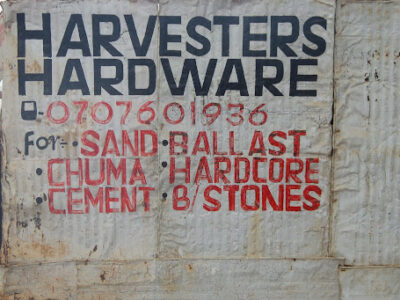 HARVESTERS
HARDWARE
0707601936
For:- • SAND • BALLAST
• CHUMA • HARDCORE
• CEMENT • B/STONES